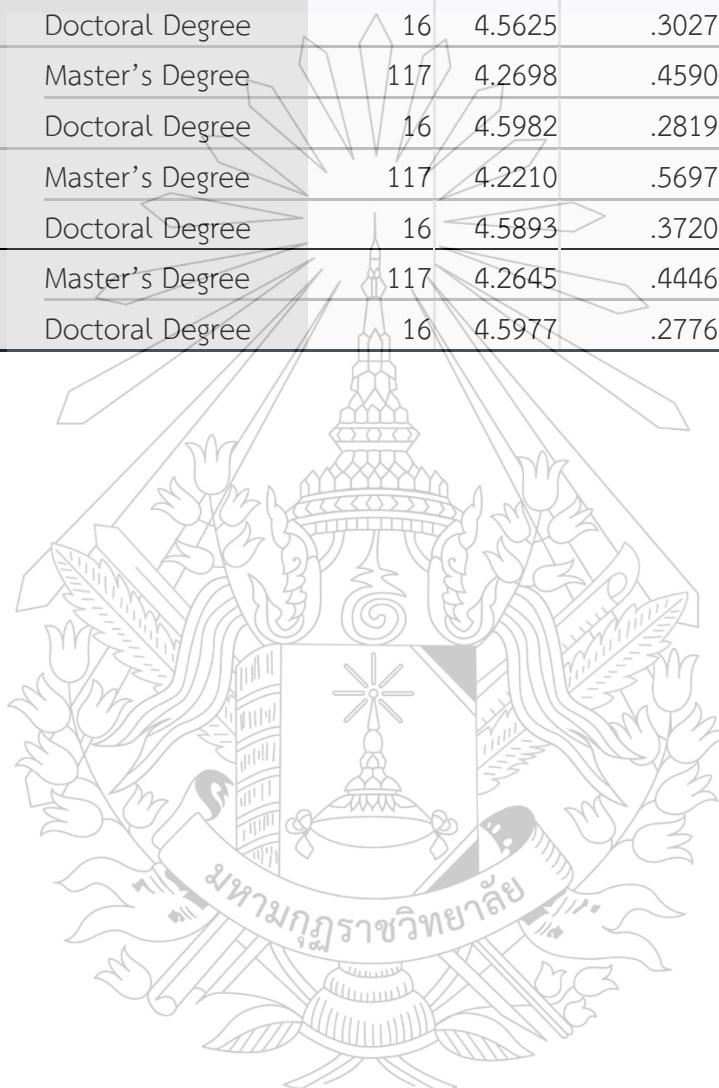 Doctoral Degree 16 4.5625 .3027
Master's Degree 117 4.2698 .4590
Doctoral Degree 16 4.5982 .2819
Master's Degree 117 4.2210 .5697
Doctoral Degree 16 4.5893 .3720
Master's Degree 117 4.2645 .4446
Doctoral Degree 16 4.5977 .2776
มหามกุฏราชวิทยาลัย